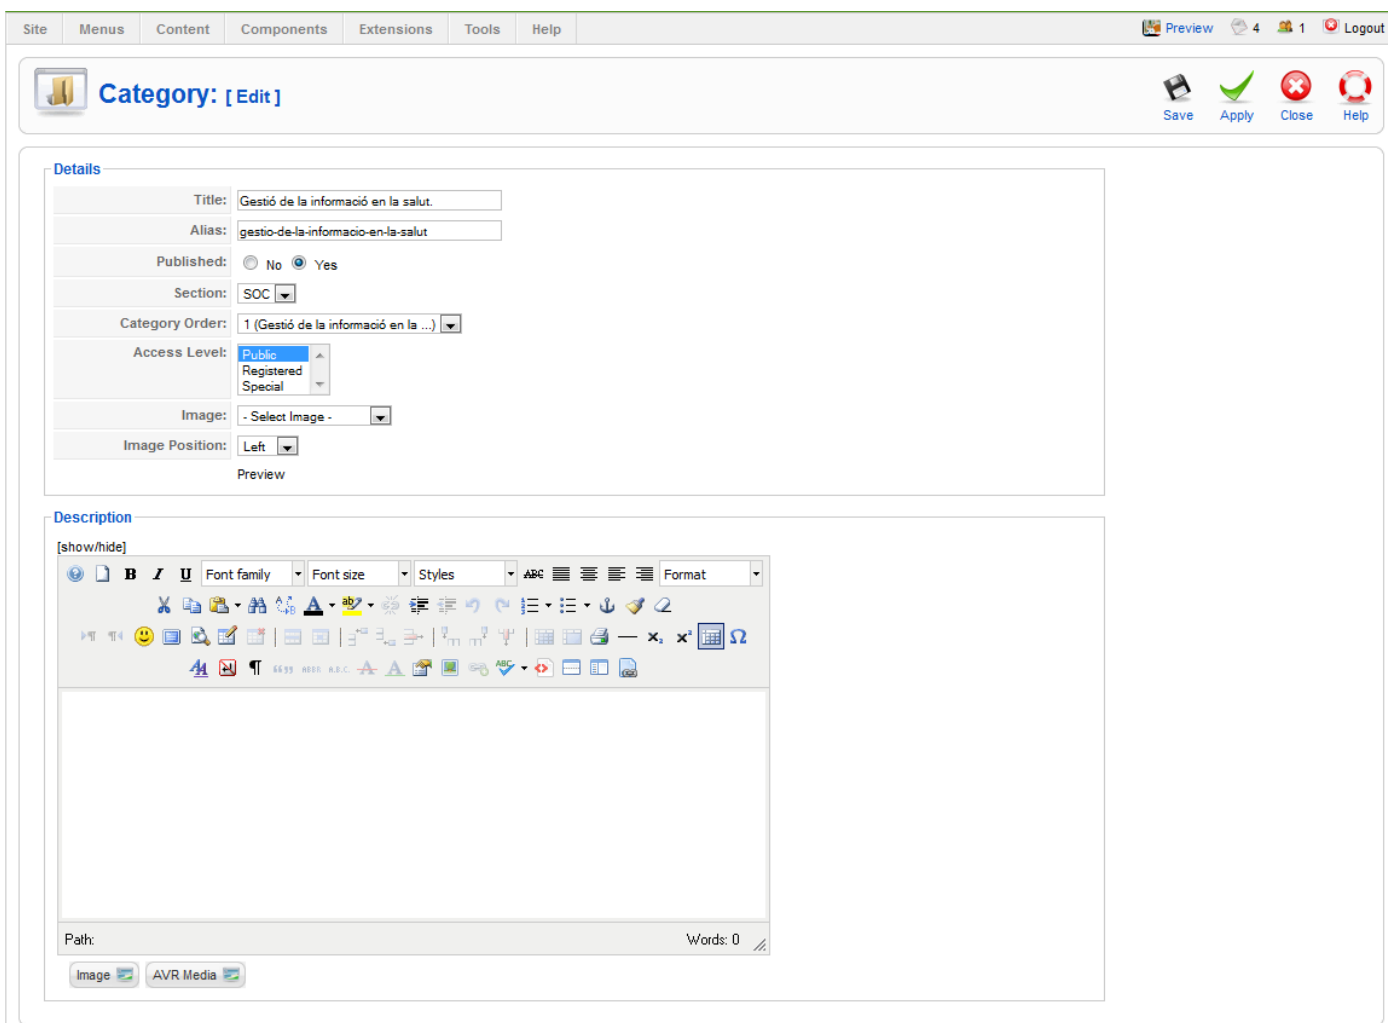 Site Menus Content Components Extensions Tools Help Preview 4 1 Logout
Category: [ Edit ]
Save Apply Close Help
Details
Title: Gestió de la informació en la salut.
Alias: gestio-de-la-informacio-en-la-salut
Published: No Yes
Section: SOC
Category Order: 1 (Gestió de la informació en la ...)
Access Level: Public
Registered
Special
Image: - Select Image -
Image Position: Left
Preview
Description
[show/hide]
B I U Font family Font size Styles ABC Format
Path: Words: 0
Image AVR Media